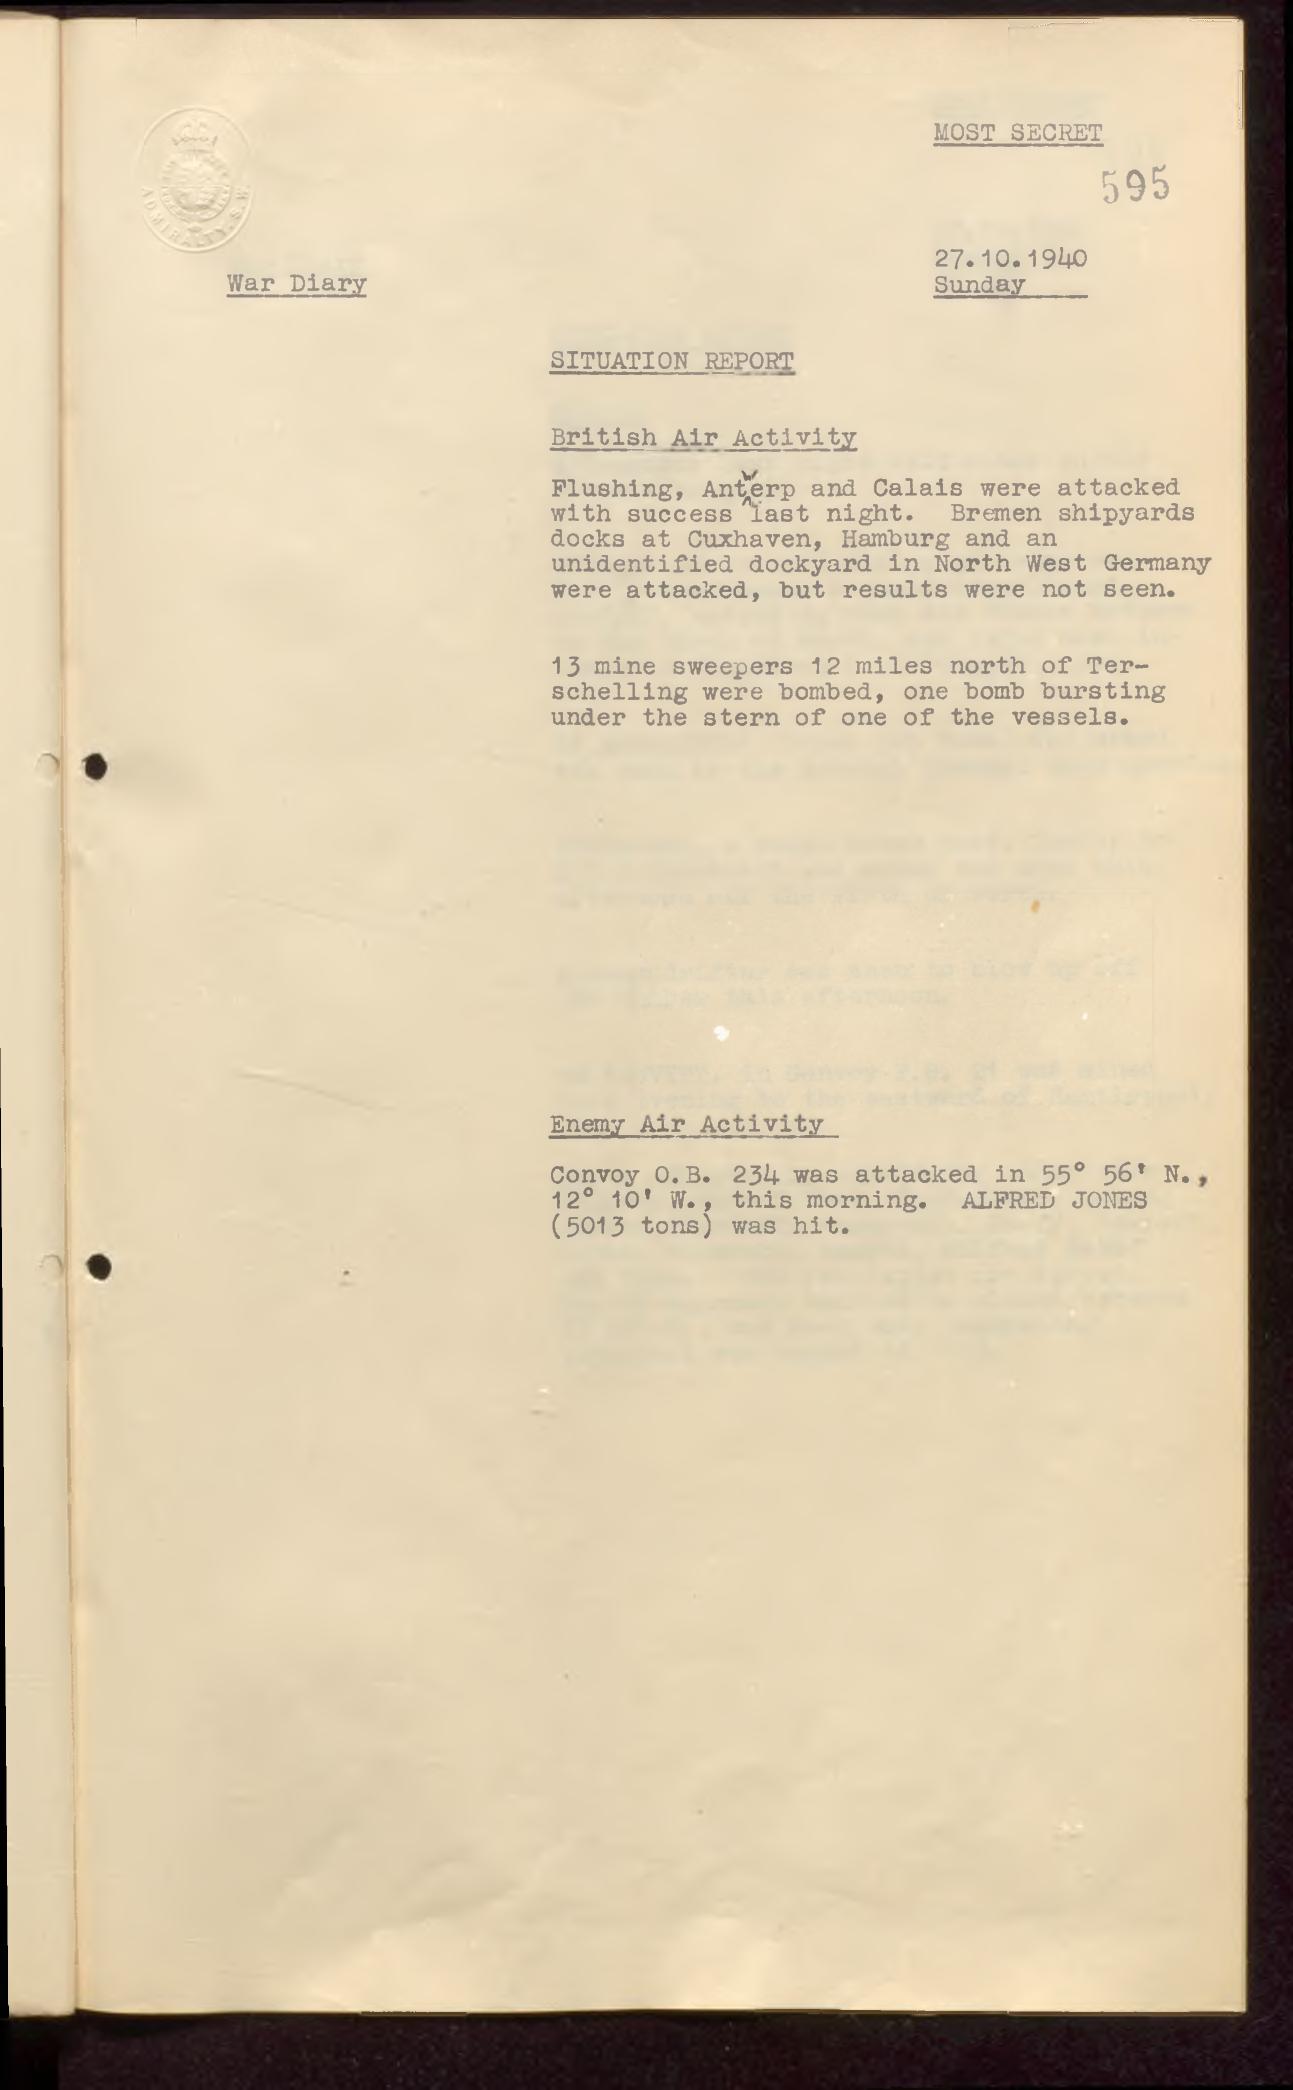 MOST SECRET
595
ADMIRALTY. S.W.
27.10.1940
War Diary
Sunday
SITUATION REPORT
British Air Activity
Flushing, Antwerp and Calais were attacked
with success last night. Bremen shipyards
docks at Cuxhaven, Hamburg and an
unidentified dockyard in North West Germany
were attacked, but results were not seen.
13 mine sweepers 12 miles north of Ter-
schelling were bombed, one bomb bursting
under the stern of one of the vessels.
Enemy Air Activity
Convoy O.B. 234 was attacked in 55° 56' N.,
12° 10' W., this morning. ALFRED JONES
(5013 tons) was hit.